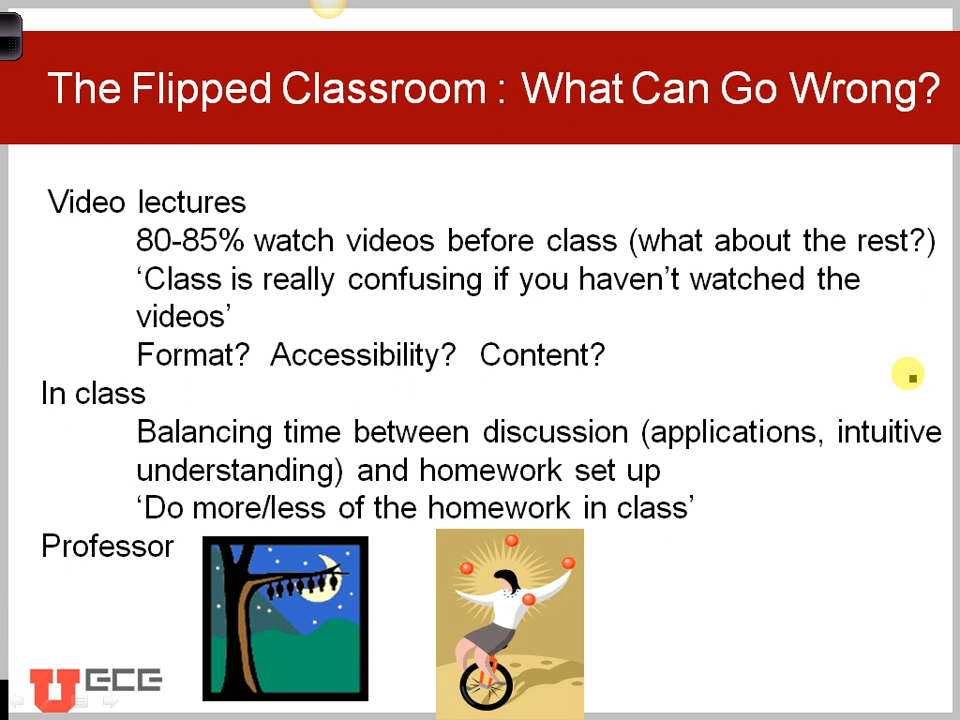 The Flipped Classroom : What Can Go Wrong?
Video lectures
80-85% watch videos before class (what about the rest?)
‘Class is really confusing if you haven’t watched the
videos’
Format? Accessibility? Content?
In class
Balancing time between discussion (applications, intuitive
understanding) and homework set up
‘Do more/less of the homework in class’
Professor
U ECE